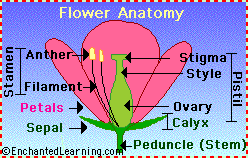 Flower Anatomy
Stamen
Anther
Filament
Petals
Sepal
Stigma
Style
Ovary
Calyx
Pistil
Peduncle (Stem)
©EnchantedLearning.com